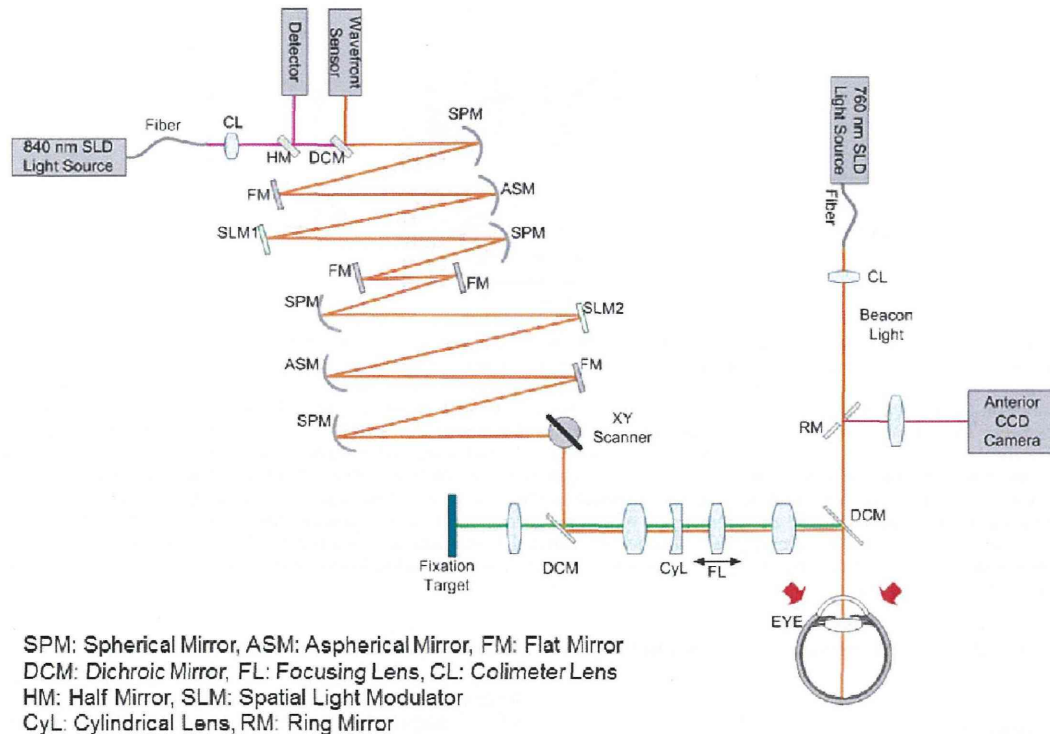 Detector
Wavefront
Sensor
840 nm SLD
Light Source
Fiber
CL
HM
DCM
SPM
FM
ASM
SLM1
SPM
FM
FM
SPM
SLM2
ASM
FM
SPM
XY
Scanner
760 nm SLD
Light Source
Fiber
CL
Beacon
Light
RM
Anterior
CCD
Camera
DCM
Fixation
Target
DCM
CyL
FL
EYE
SPM: Spherical Mirror, ASM: Aspherical Mirror, FM: Flat Mirror
DCM: Dichroic Mirror, FL: Focusing Lens, CL: Colimeter Lens
HM: Half Mirror, SLM: Spatial Light Modulator
CyL: Cylindrical Lens, RM: Ring Mirror